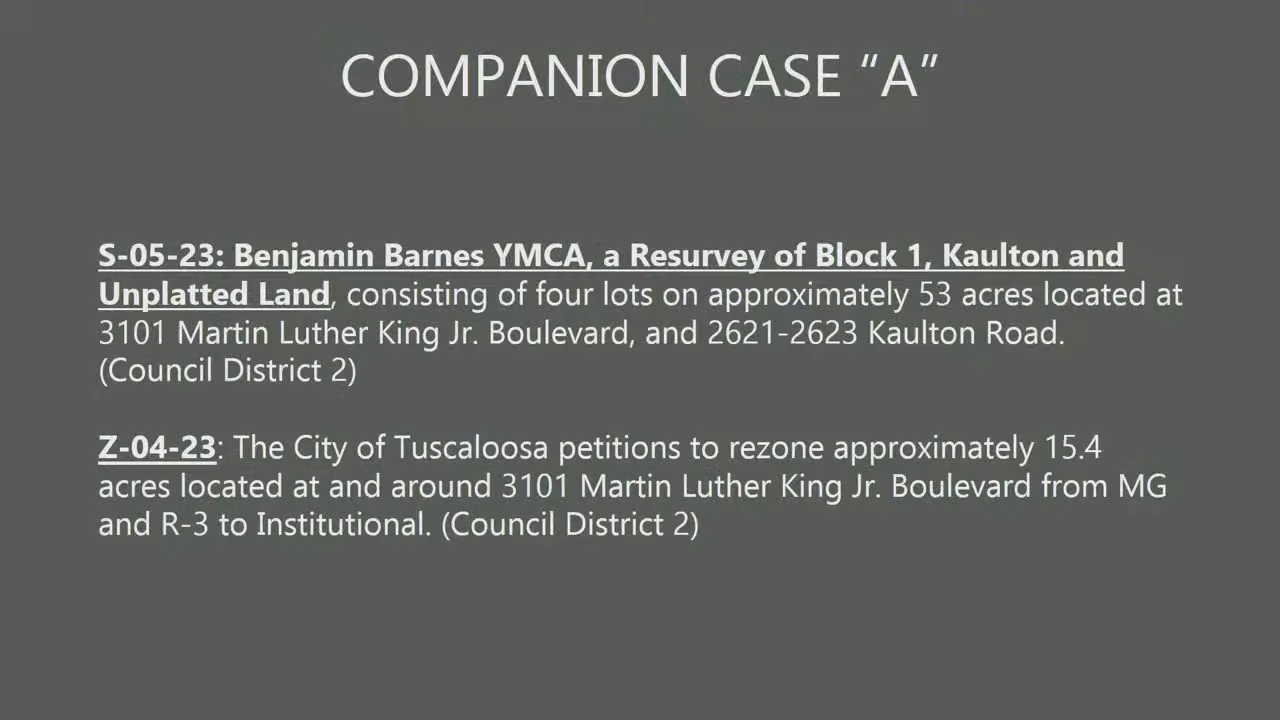 COMPANION CASE “A”
S-05-23: Benjamin Barnes YMCA, a Resurvey of Block 1, Kaulton and
Unplatted Land, consisting of four lots on approximately 53 acres located at
3101 Martin Luther King Jr. Boulevard, and 2621-2623 Kaulton Road.
(Council District 2)
Z-04-23: The City of Tuscaloosa petitions to rezone approximately 15.4
acres located at and around 3101 Martin Luther King Jr. Boulevard from MG
and R-3 to Institutional. (Council District 2)